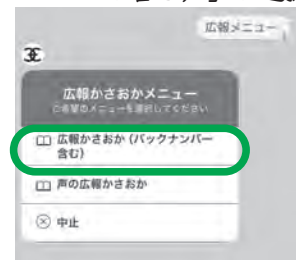 広報メニュー
広報かさおかメニュー
ご希望のメニューを選択してください
広報かさおか(バックナンバー
含む)
声の広報かさおか
中止